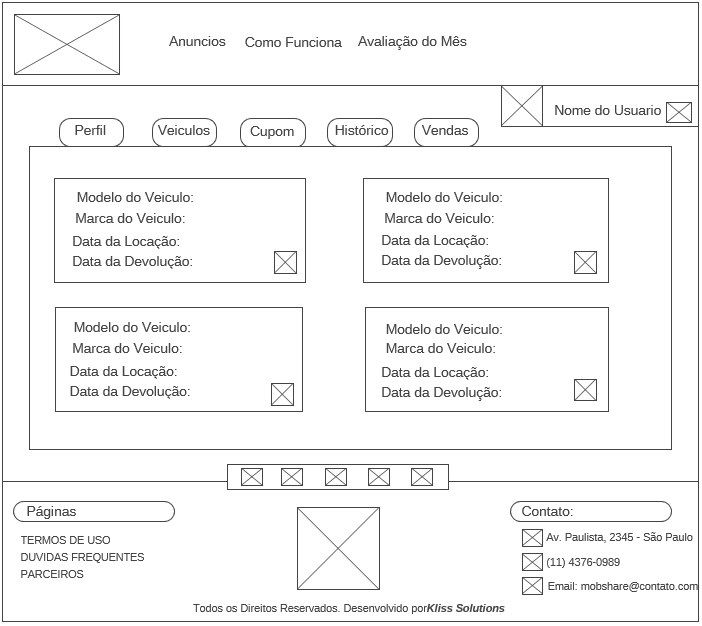 Anuncios Como Funciona Avaliação do Mês
Nome do Usuario
Perfil Veiculos Cupom Histórico Vendas
Modelo do Veiculo:
Marca do Veiculo:
Data da Locação:
Data da Devolução:
Modelo do Veiculo:
Marca do Veiculo:
Data da Locação:
Data da Devolução:
Modelo do Veiculo:
Marca do Veiculo:
Data da Locação:
Data da Devolução:
Modelo do Veiculo:
Marca do Veiculo:
Data da Locação:
Data da Devolução:
Páginas
TERMOS DE USO
DUVIDAS FREQUENTES
PARCEIROS
Contato:
Av. Paulista, 2345 - São Paulo
(11) 4376-0989
Email: mobshare@contato.com
Todos os Direitos Reservados. Desenvolvido porKliss Solutions